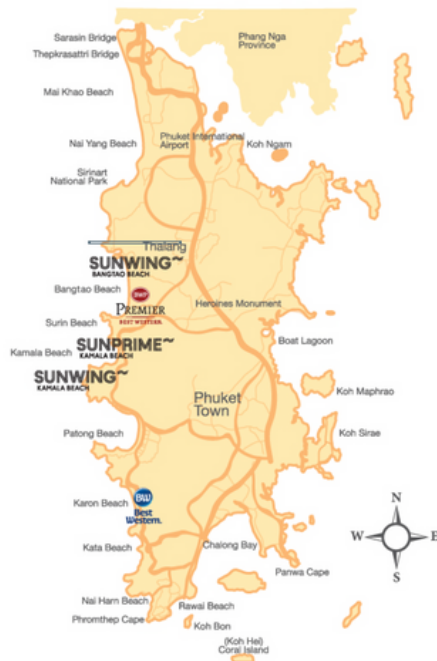 Sarasin Bridge
Thepkrasattri Bridge
Phang Nga
Province
Mai Khao Beach
Nai Yang Beach
Phuket International
Airport
Koh Ngam
Sirinart
National Park
Thalang
SUNWING~
BANGTAO BEACH
Bangtao Beach
BWP
PREMIER
BEST WESTERN
Heroines Monument
Surin Beach
SUNPRIME~
KAMALA BEACH
Kamala Beach
Boat Lagoon
SUNWING~
KAMALA BEACH
Koh Maphrao
Phuket
Town
Patong Beach
Koh Sirae
Karon Beach
BW
Best
Western.
N
W
E
S
Kata Beach
Chalong Bay
Panwa Cape
Nai Harn Beach
Rawai Beach
Phromthep Cape
Koh Bon
(Koh Hei)
Coral Island